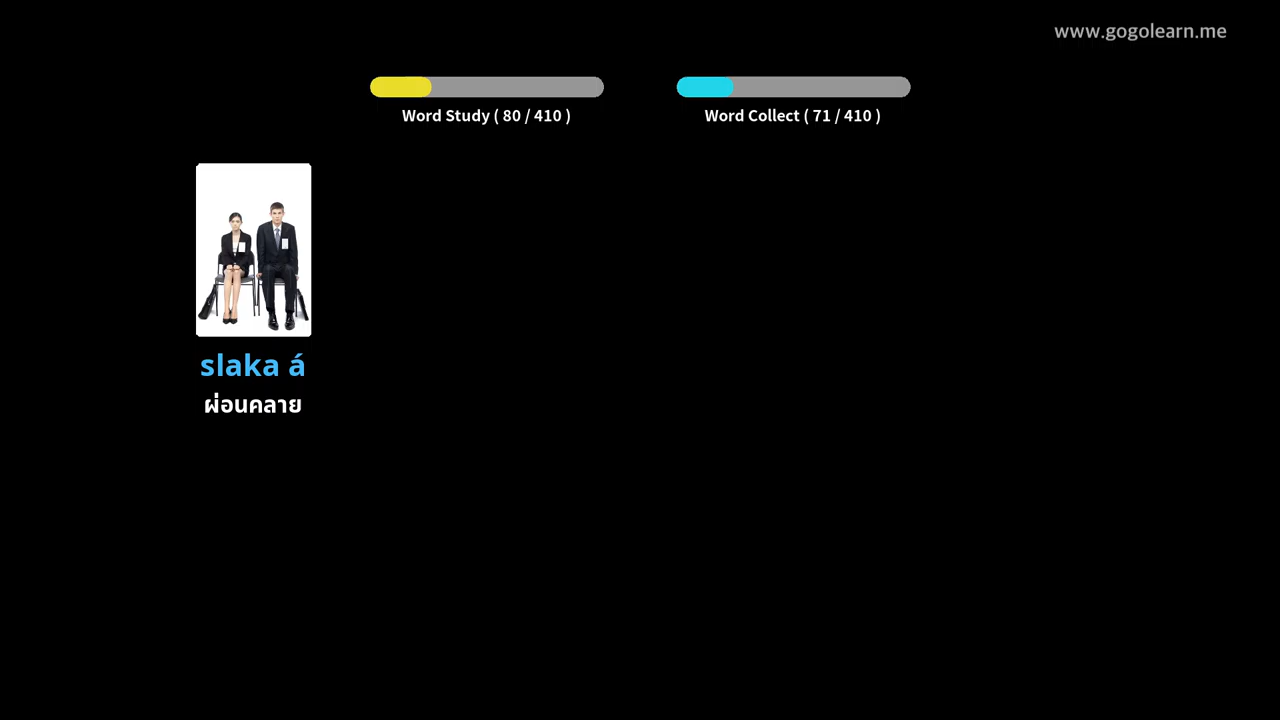 www.gogolearn.me
Word Study ( 80 / 410 )
Word Collect ( 71 / 410 )
slaka á
ผ่อนคลาย